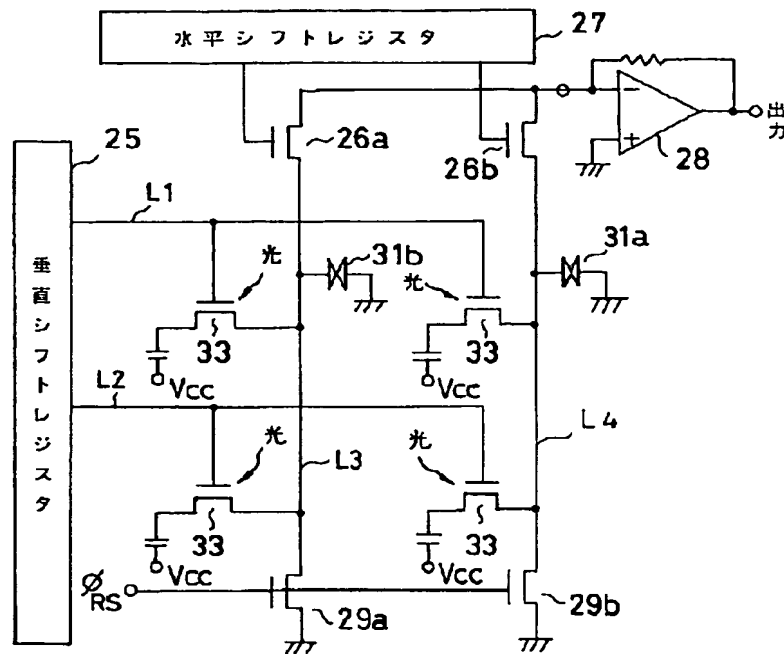 水平シフトレジスタ
27
26a
26b
28
出力
25
L1
31b
31a
光
光
33
33
VCC
VCC
垂直シフトレジスタ
L2
L4
光
光
L3
33
33
VCC
VCC
ØRS
29a
29b